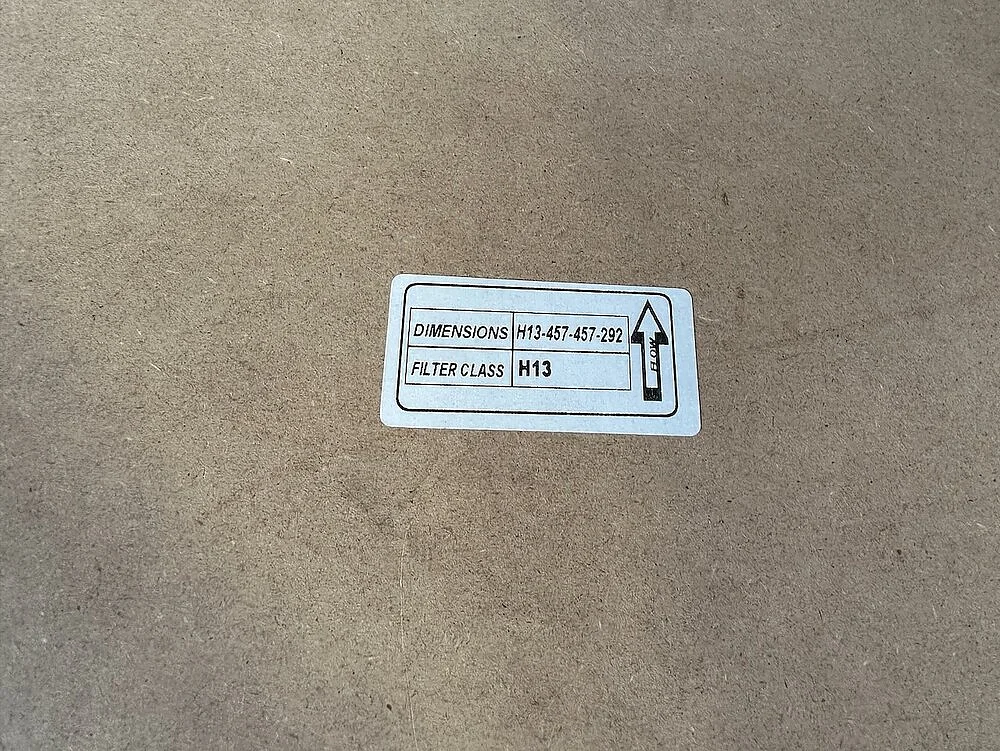 DIMENSIONS H13-457-457-292
FILTER CLASS H13
FLOW